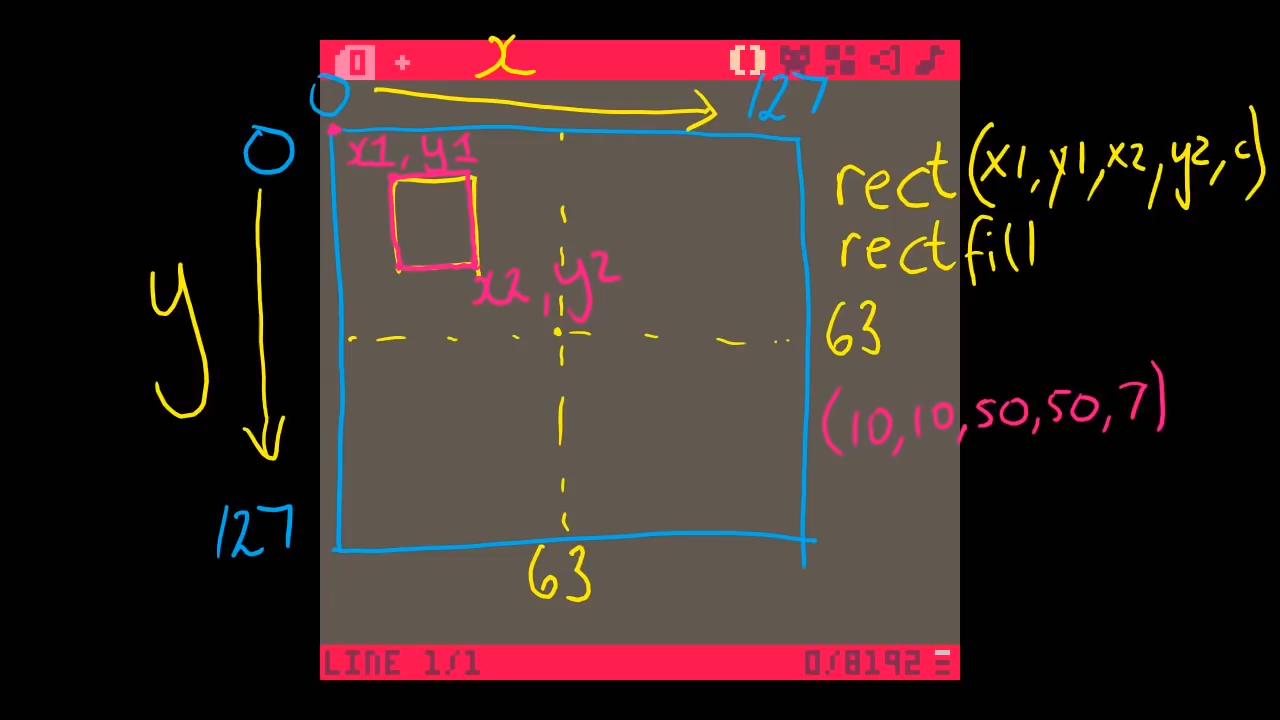 0 +
x
0
127
0
x1, y1
rect(x1,y1,x2,y2,c)
rectfill
y
x2, y2
63
(10,10,50,50,7)
127
63
LINE 1/1
0/8192